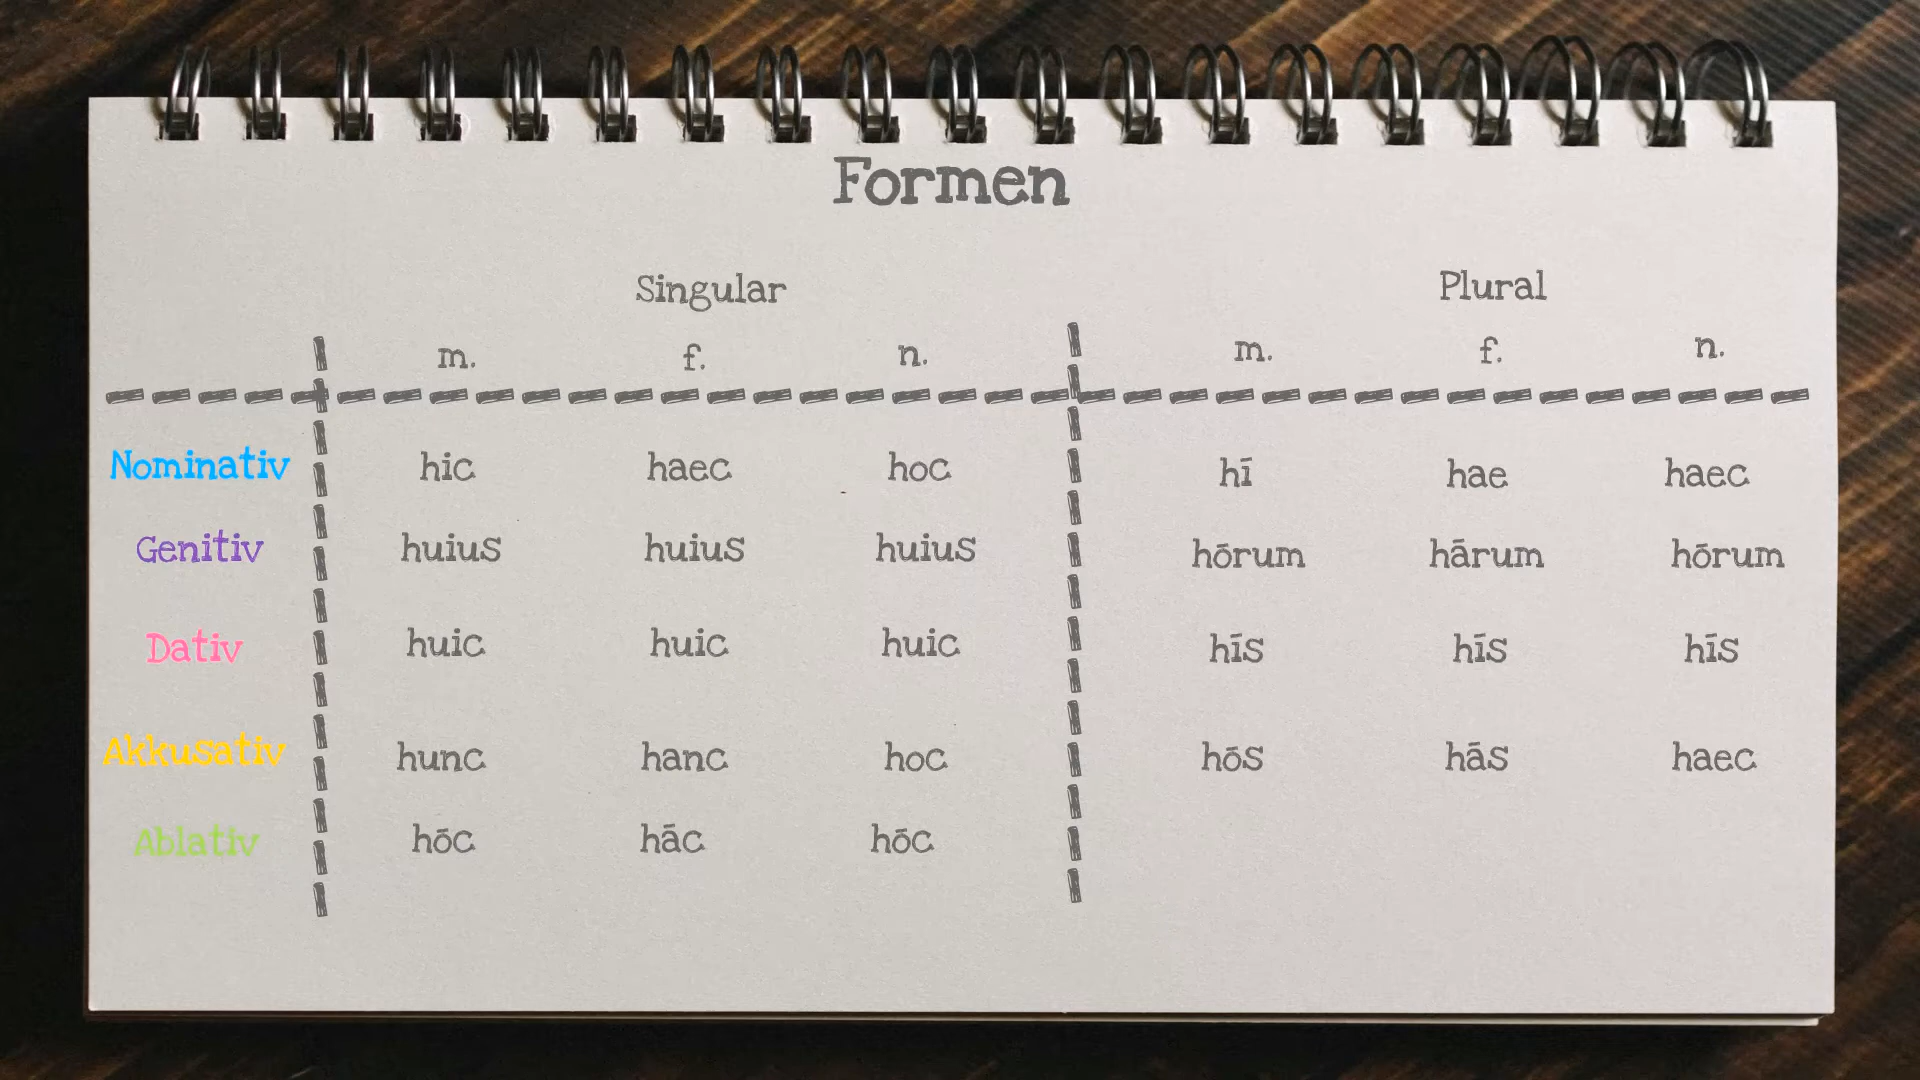 Formen
Singular Plural
m. f. n. m. f. n.
Nominativ hic haec hoc hī hae haec
Genitiv huius huius huius hōrum hārum hōrum
Dativ huic huic huic hīs hīs hīs
Akkusativ hunc hanc hoc hōs hās haec
Ablativ hōc hāc hōc